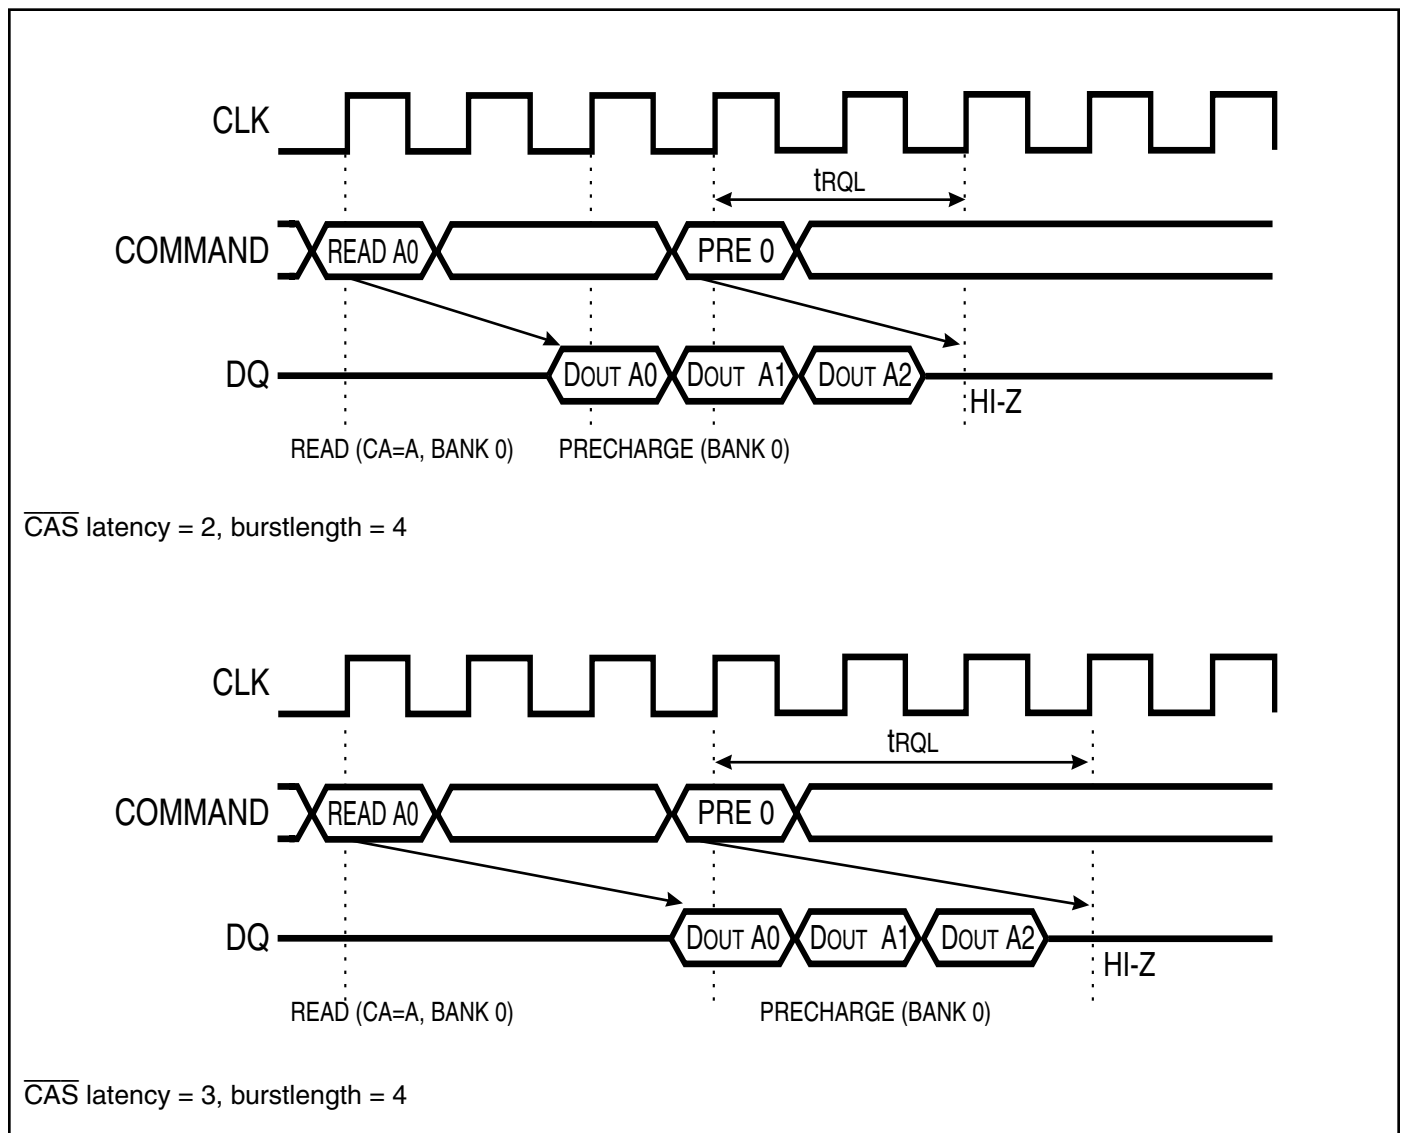 CLK
tRQL
COMMAND READ A0 PRE 0
DQ DOUT A0 DOUT A1 DOUT A2
HI-Z
READ (CA=A, BANK 0) PRECHARGE (BANK 0)
CAS latency = 2, burstlength = 4
CLK
tRQL
COMMAND READ A0 PRE 0
DQ DOUT A0 DOUT A1 DOUT A2
HI-Z
READ (CA=A, BANK 0) PRECHARGE (BANK 0)
CAS latency = 3, burstlength = 4